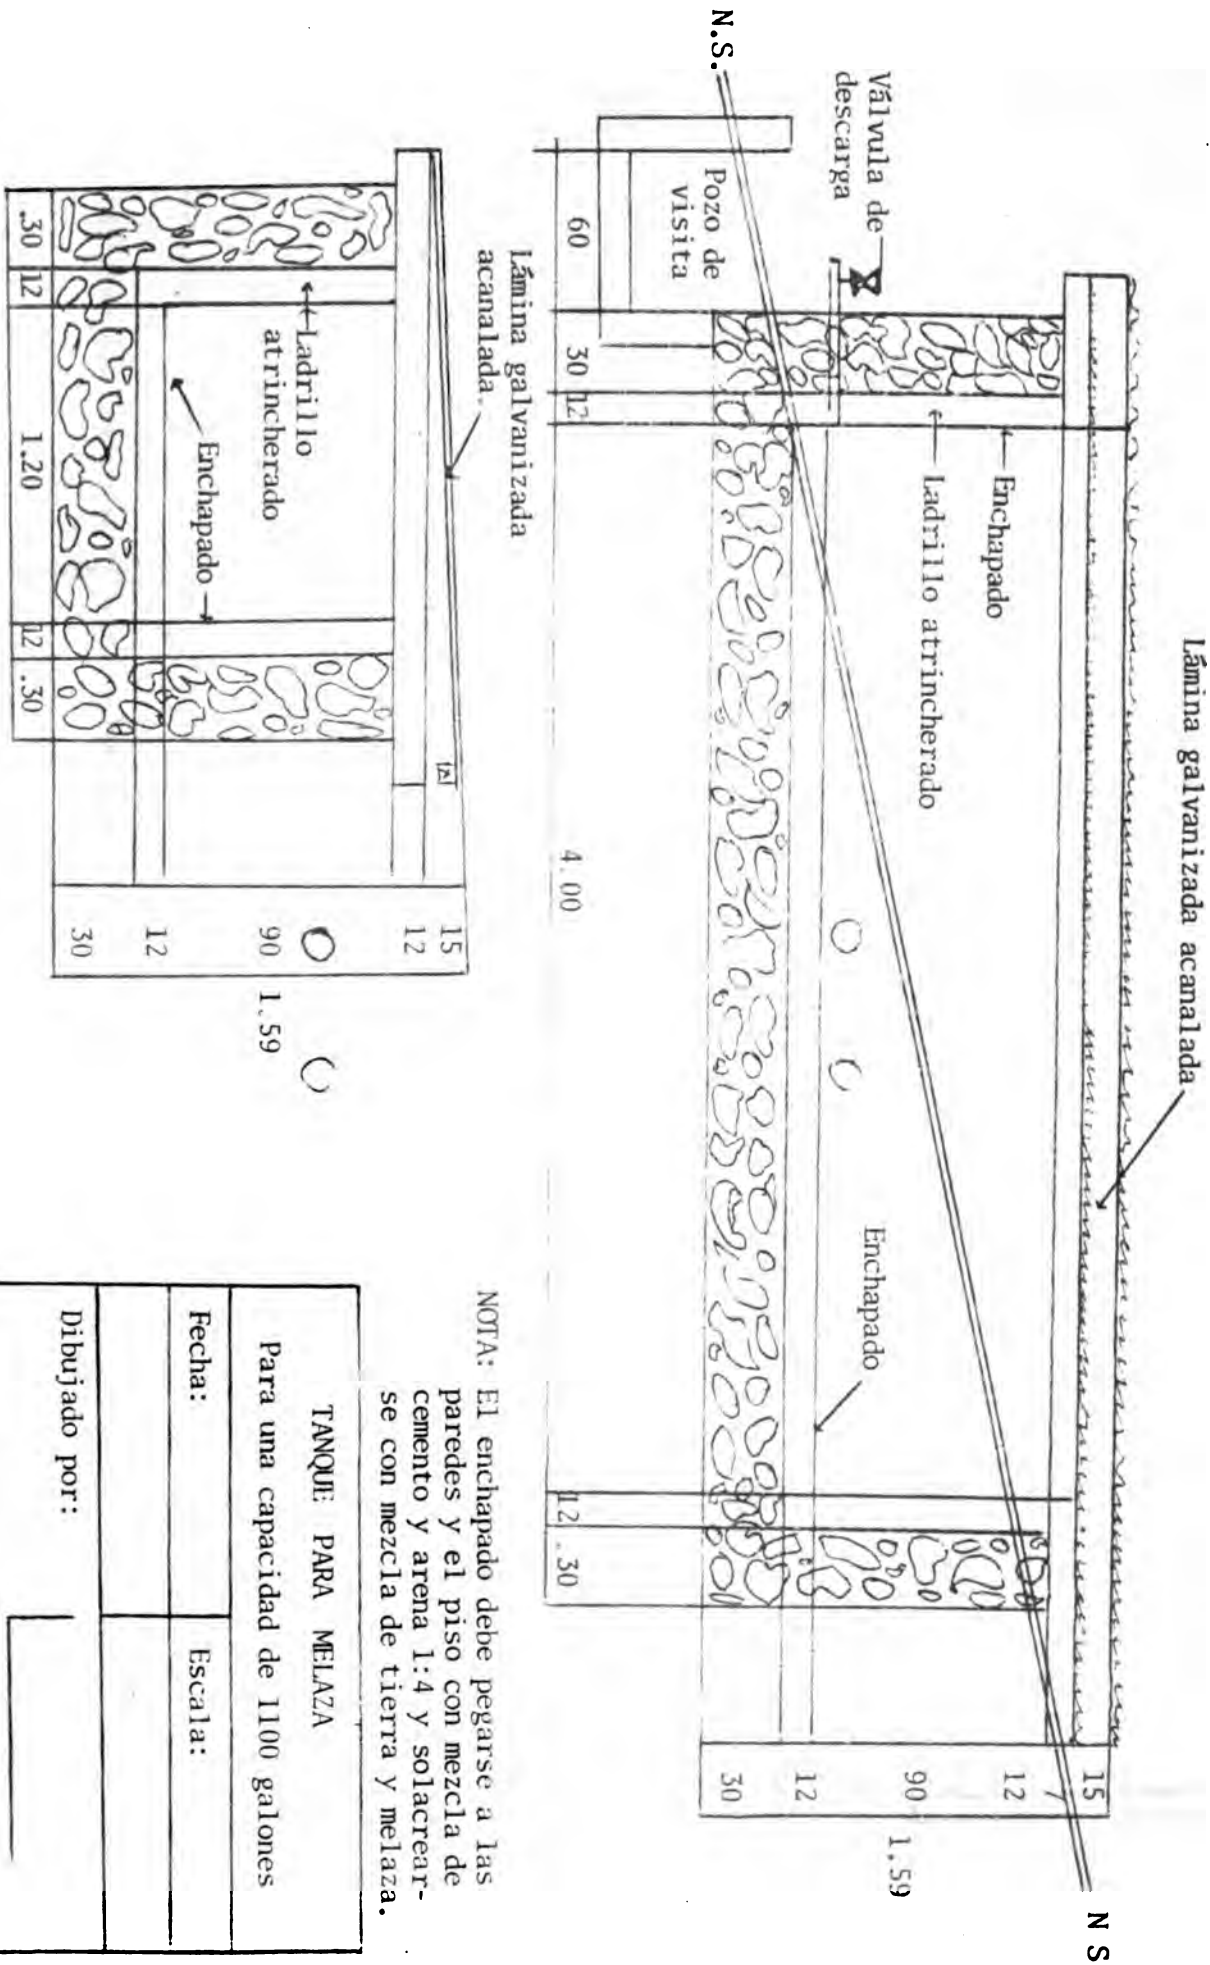 Lámina galvanizada acanalada
N.S.
Válvula de
descarga
Pozo de
visita
Enchapado
Ladrillo atrincherado
Enchapado
60
30
12
4.00
12
.30
15
7
12
90
12
30
1.59
N S
Lámina galvanizada
acanalada.
Ladrillo
atrincherado
Enchapado
.30
12
1.20
12
.30
15
12
90
12
30
1.59
NOTA: El enchapado debe pegarse a las
paredes y el piso con mezcla de
cemento y arena 1:4 y solacrear-
se con mezcla de tierra y melaza.
TANQUE PARA MELAZA
Para una capacidad de 1100 galones
Fecha:
Escala:
Dibujado por: